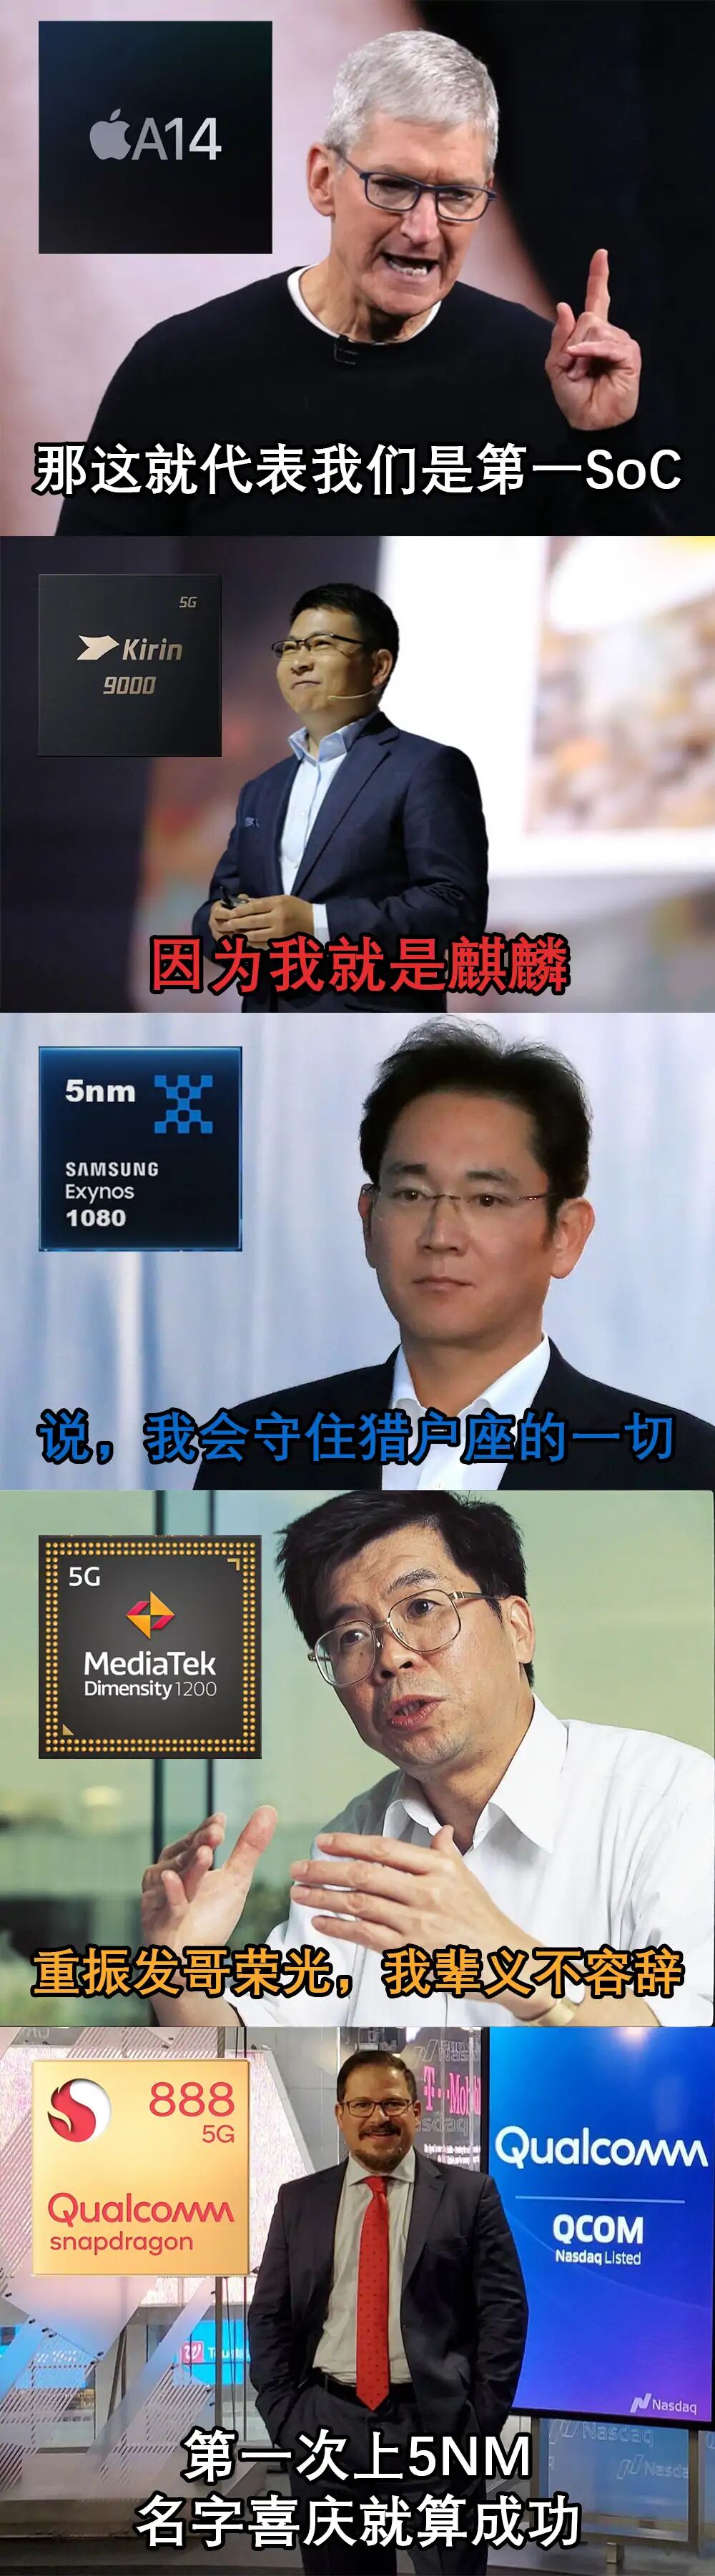 A14
那这就代表我们是第一SoC
5G
Kirin
9000
因为我就是麒麟
5nm
SAMSUNG
Exynos
1080
说，我会守住猎户座的一切
5G
MediaTek
Dimensity 1200
重振发哥荣光，我辈义不容辞
888
5G
Qualcomm
snapdragon
Qualcomm
QCOM
Nasdaq Listed
Nasdaq
Nasdaq
第一次上5NM
名字喜庆就算成功